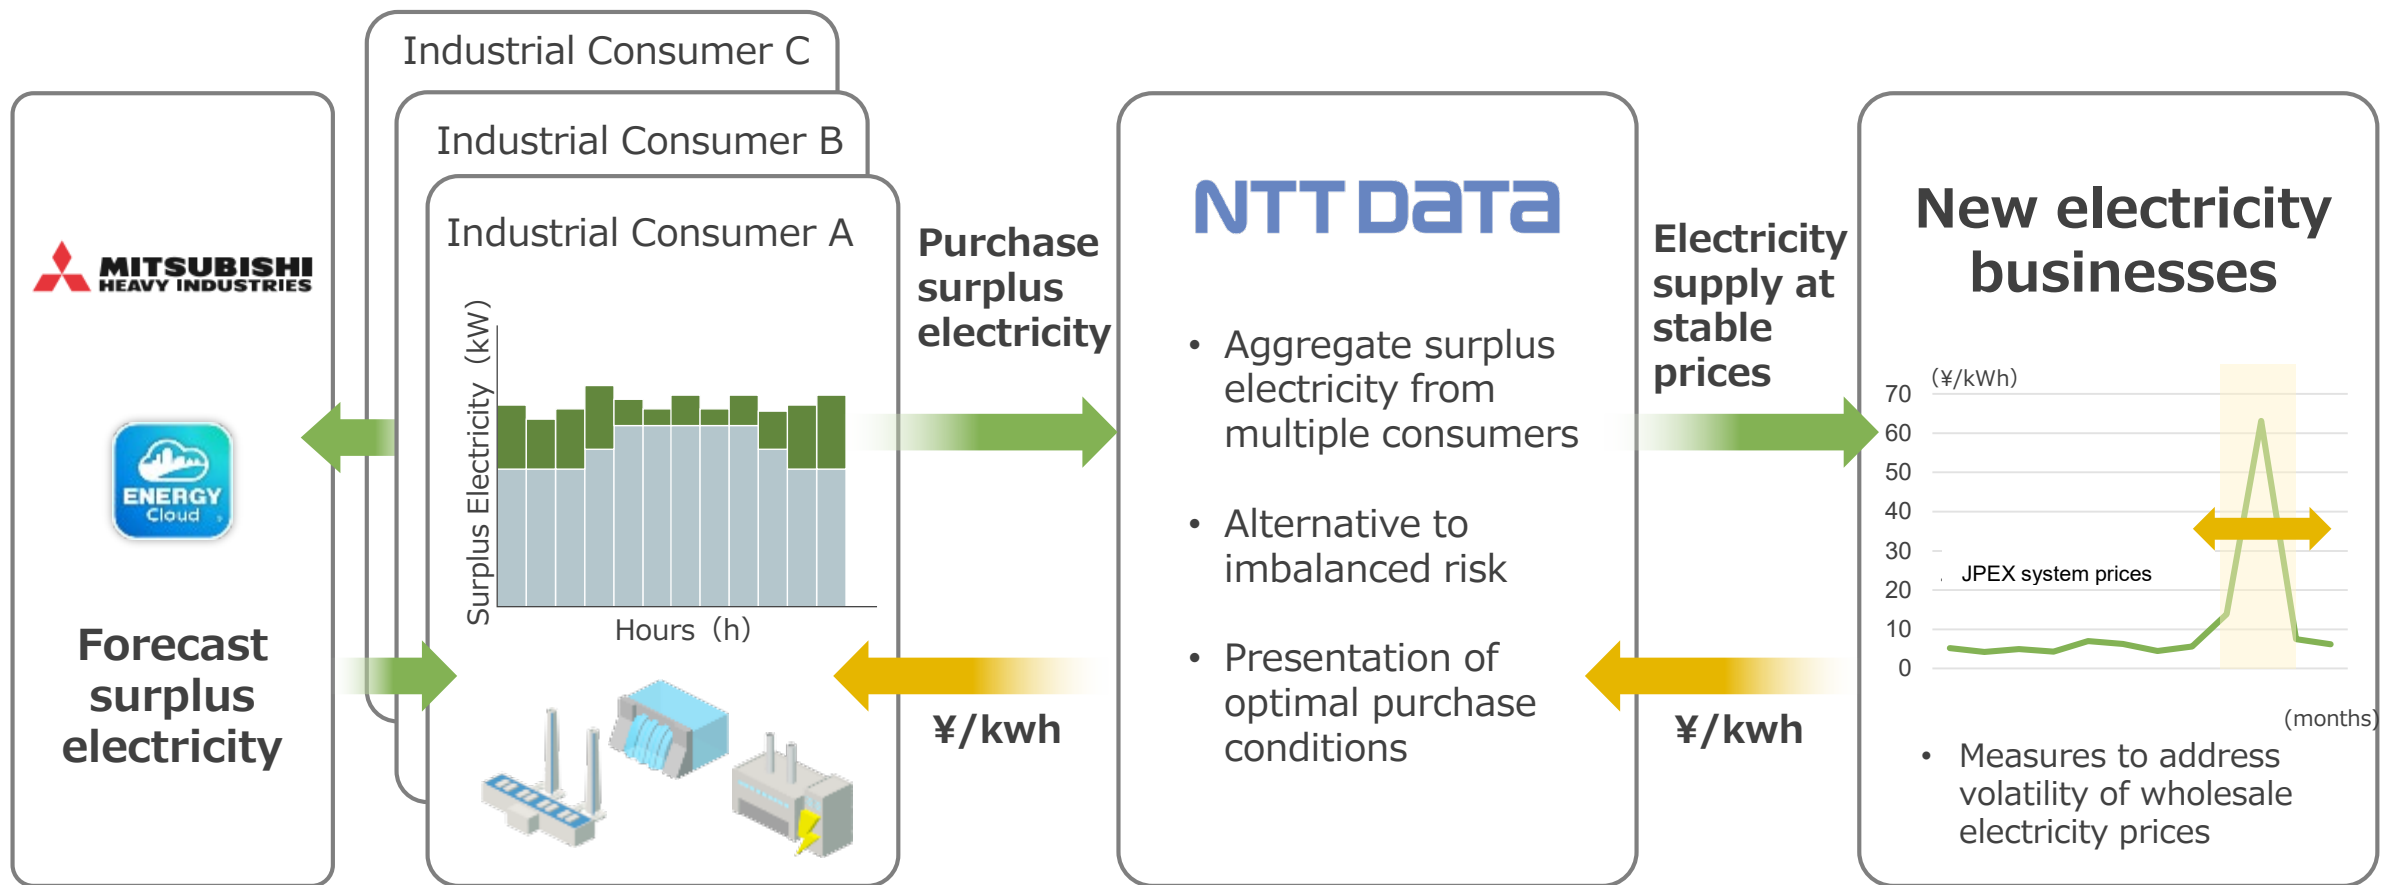 MITSUBISHI
HEAVY INDUSTRIES
ENERGY
Cloud
Forecast
surplus
electricity
Industrial Consumer C
Industrial Consumer B
Industrial Consumer A
Surplus Electricity (kW)
Hours (h)
Purchase
surplus
electricity
¥/kwh
NTT DATA
• Aggregate surplus
electricity from
multiple consumers
• Alternative to
imbalanced risk
• Presentation of
optimal purchase
conditions
Electricity
supply at
stable
prices
¥/kwh
New electricity
businesses
(¥/kWh)
70
60
50
40
30
20
10
0
JPEX system prices
(months)
• Measures to address
volatility of wholesale
electricity prices